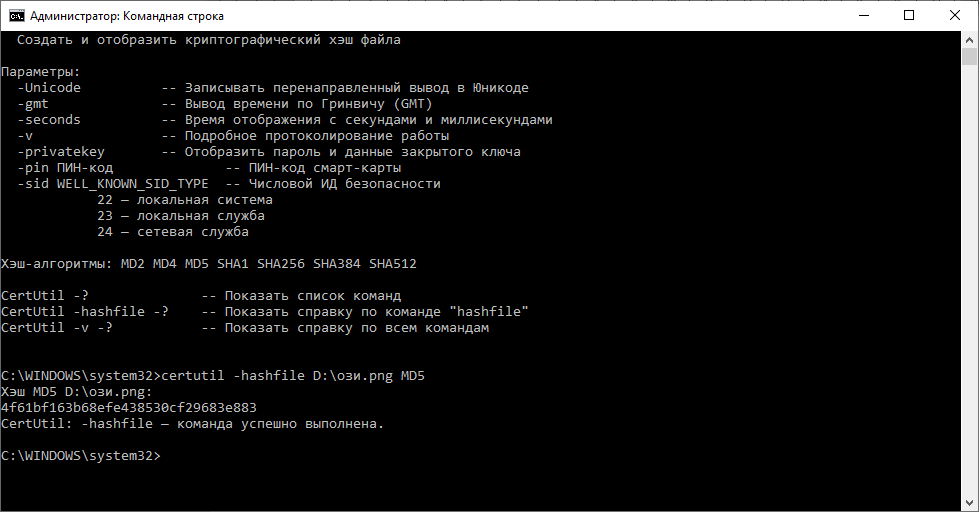 Администратор: Командная строка
Создать и отобразить криптографический хэш файла
Параметры:
-Unicode -- Записывать перенаправленный вывод в Юникоде
-gmt -- Вывод времени по Гринвичу (GMT)
-seconds -- Время отображения с секундами и миллисекундами
-v -- Подробное протоколирование работы
-privatekey -- Отобразить пароль и данные закрытого ключа
-pin ПИН-код -- ПИН-код смарт-карты
-sid WELL_KNOWN_SID_TYPE -- Числовой ИД безопасности
22 — локальная система
23 — локальная служба
24 — сетевая служба
Хэш-алгоритмы: MD2 MD4 MD5 SHA1 SHA256 SHA384 SHA512
CertUtil -? -- Показать список команд
CertUtil -hashfile -? -- Показать справку по команде "hashfile"
CertUtil -v -? -- Показать справку по всем командам
C:\WINDOWS\system32>certutil -hashfile D:\ози.png MD5
Хэш MD5 D:\ози.png:
4f61bf163b68efe438530cf29683e883
CertUtil: -hashfile — команда успешно выполнена.
C:\WINDOWS\system32>